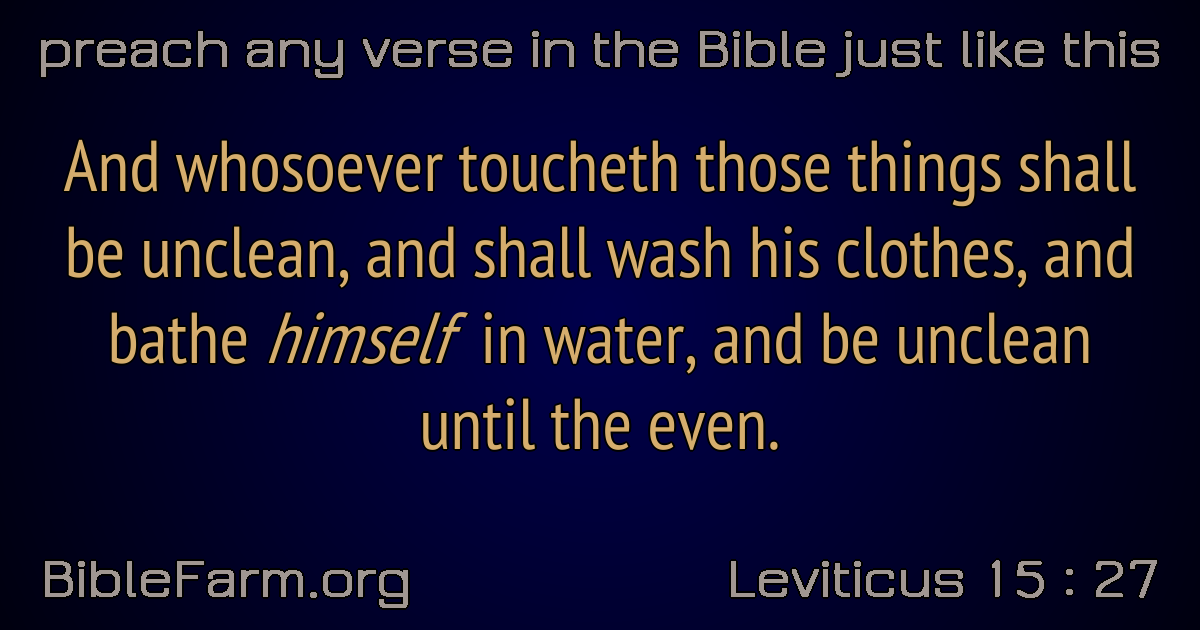 preach any verse in the Bible just like this
And whosoever toucheth those things shall
be unclean, and shall wash his clothes, and
bathe himself in water, and be unclean
until the even.
BibleFarm.org
Leviticus 15 : 27